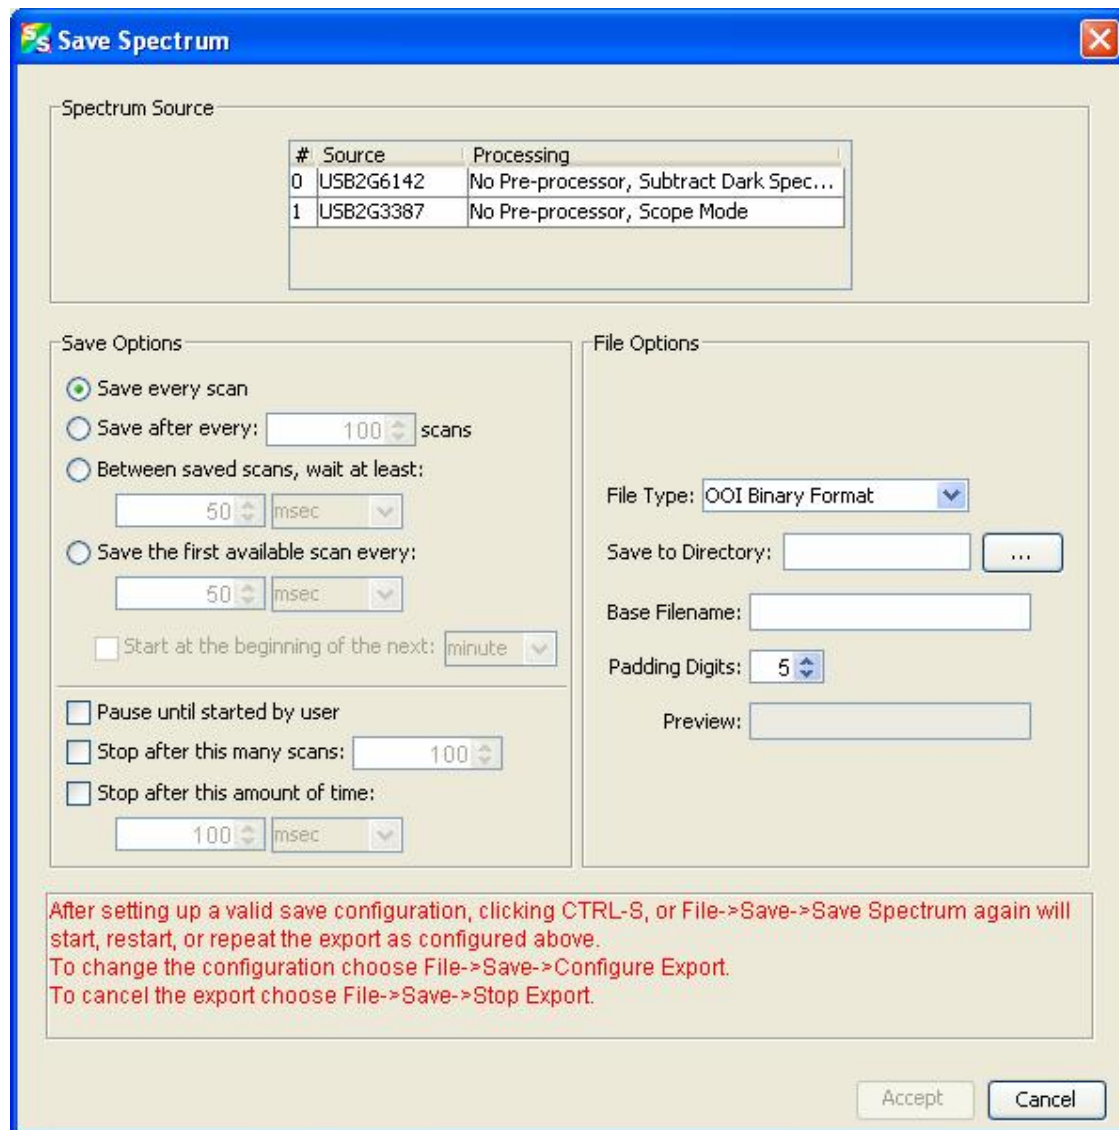 Save Spectrum
Spectrum Source
# Source Processing
0 USB2G6142 No Pre-processor, Subtract Dark Spec...
1 USB2G3387 No Pre-processor, Scope Mode
Save Options
Save every scan
Save after every: 100 scans
Between saved scans, wait at least:
50 msec
Save the first available scan every:
50 msec
Start at the beginning of the next: minute
Pause until started by user
Stop after this many scans: 100
Stop after this amount of time:
100 msec
File Options
File Type: OOI Binary Format
Save to Directory: ...
Base Filename:
Padding Digits: 5
Preview:
After setting up a valid save configuration, clicking CTRL-S, or File->Save->Save Spectrum again will
start, restart, or repeat the export as configured above.
To change the configuration choose File->Save->Configure Export.
To cancel the export choose File->Save->Stop Export.
Accept Cancel